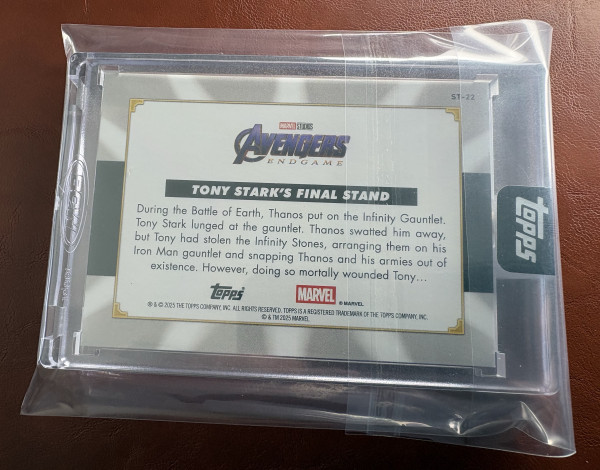 ST-22
MARVEL STUDIOS
AVENGERS
ENDGAME
TONY STARK'S FINAL STAND
During the Battle of Earth, Thanos put on the Infinity Gauntlet.
Tony Stark lunged at the gauntlet. Thanos swatted him away,
but Tony had stolen the Infinity Stones, arranging them on his
Iron Man gauntlet and snapping Thanos and his armies out of
existence. However, doing so mortally wounded Tony...
topps
MARVEL ® MARVEL
® & © 2025 THE TOPPS COMPANY, INC. ALL RIGHTS RESERVED. TOPPS IS A REGISTERED TRADEMARK OF THE TOPPS COMPANY, INC.
© & TM 2025 MARVEL
topps